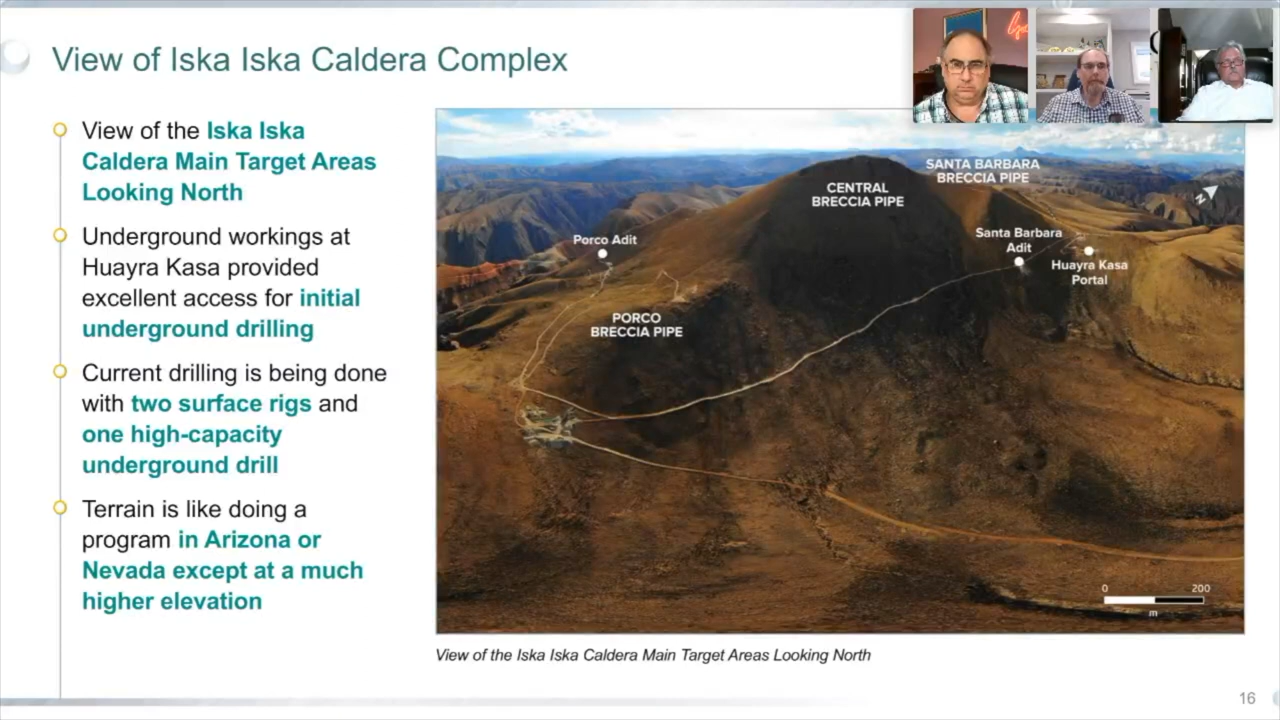 View of Iska Iska Caldera Complex
View of the Iska Iska
Caldera Main Target Areas
Looking North
Underground workings at
Huayra Kasa provided
excellent access for initial
underground drilling
Current drilling is being done
with two surface rigs and
one high-capacity
underground drill
Terrain is like doing a
program in Arizona or
Nevada except at a much
higher elevation
SANTA BARBARA
BRECCIA PIPE
CENTRAL
BRECCIA PIPE
N
Porco Adit
Santa Barbara
Adit
Huayra Kasa
Portal
PORCO
BRECCIA PIPE
0 200
m
View of the Iska Iska Caldera Main Target Areas Looking North
16